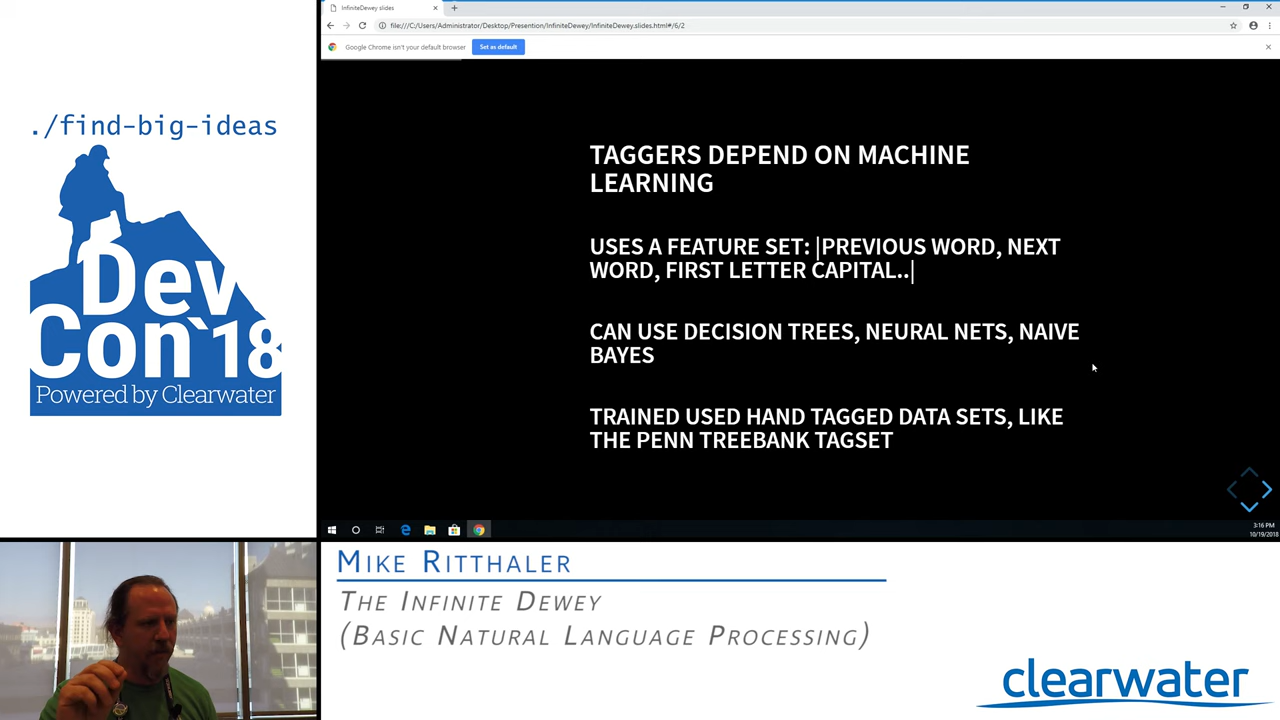 ./find-big-ideas
Dev
Con`18
Powered by Clearwater
InfiniteDewey slides
file:///C:/Users/Administrator/Desktop/Presention/InfiniteDewey/InfiniteDewey.slides.html#/6/2
Google Chrome isn't your default browser
Set as default
TAGGERS DEPEND ON MACHINE
LEARNING
USES A FEATURE SET: |PREVIOUS WORD, NEXT
WORD, FIRST LETTER CAPITAL..|
CAN USE DECISION TREES, NEURAL NETS, NAIVE
BAYES
TRAINED USED HAND TAGGED DATA SETS, LIKE
THE PENN TREEBANK TAGSET
3:16 PM
10/19/2018
MIKE RITTHALER
THE INFINITE DEWEY
(BASIC NATURAL LANGUAGE PROCESSING)
clearwater